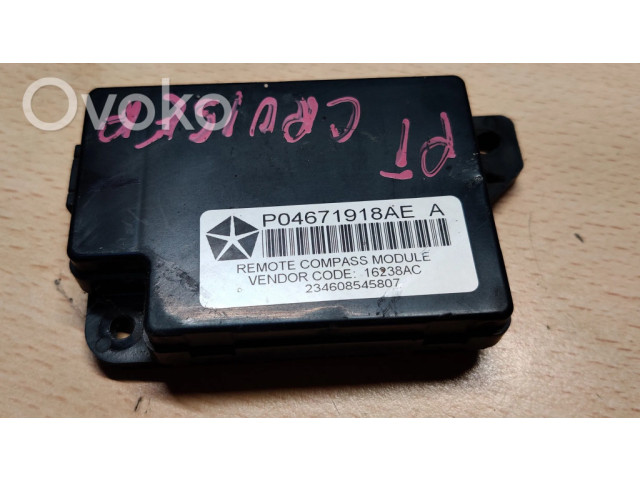 Ovoko
PT
CRUISER
P04671918AE A
REMOTE COMPASS MODULE
VENDOR CODE: 16238AC
234608545807